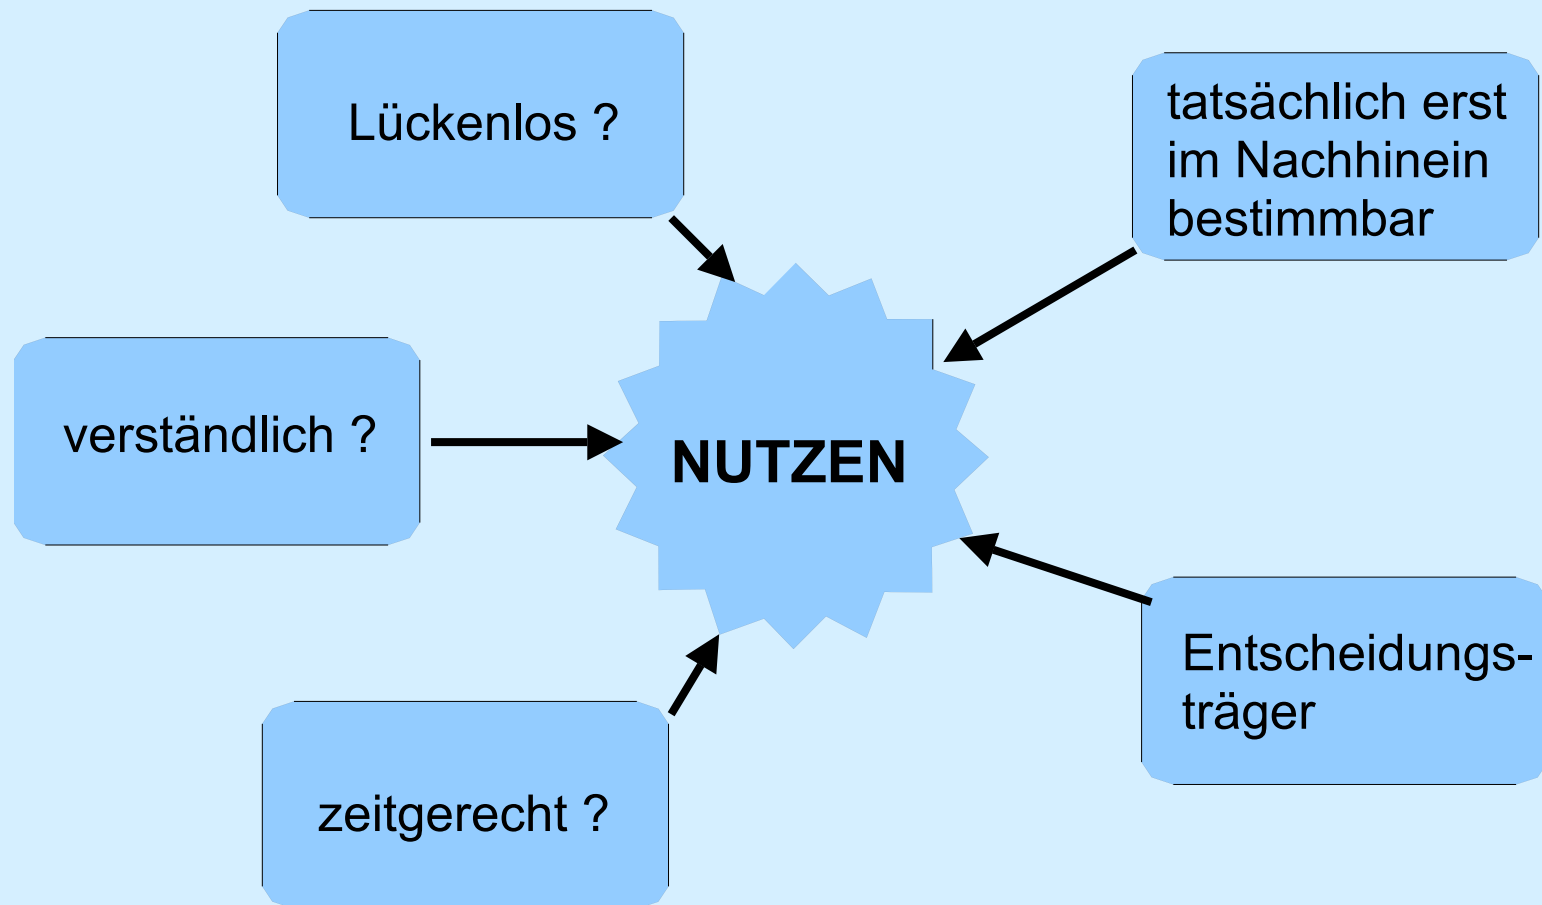 Lückenlos ?
tatsächlich erst
im Nachhinein
bestimmbar
verständlich ?
NUTZEN
Entscheidungs-
träger
zeitgerecht ?